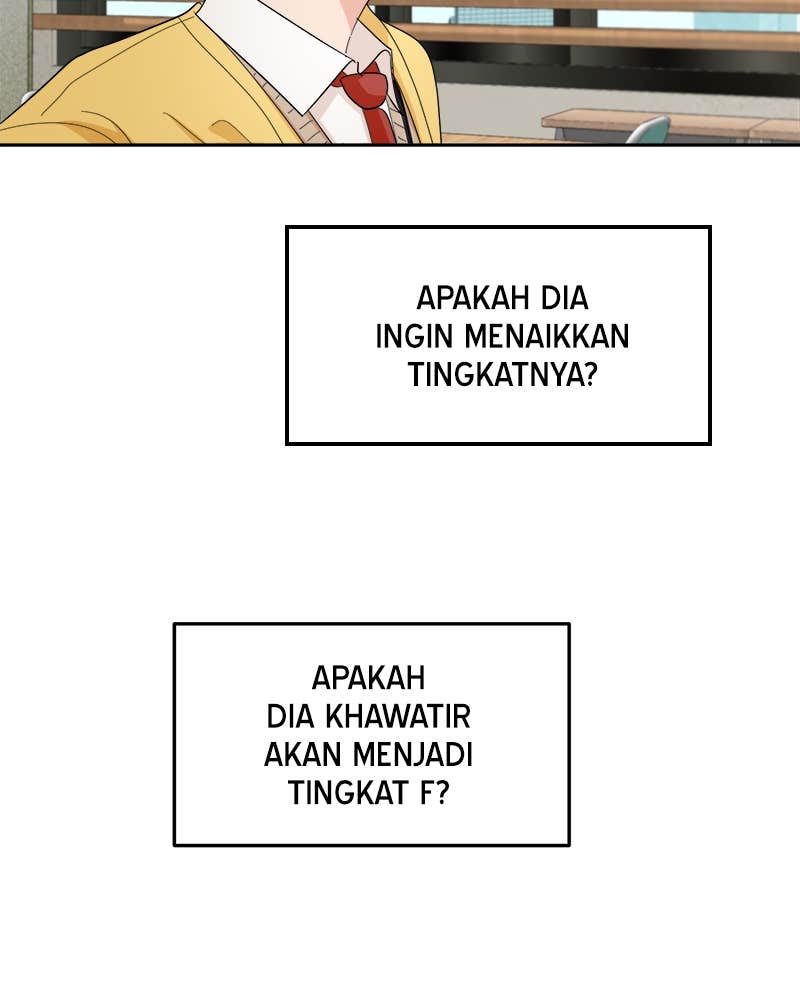 APAKAH DIA
INGIN MENAIKKAN
TINGKATNYA?
APAKAH
DIA KHAWATIR
AKAN MENJADI
TINGKAT F?